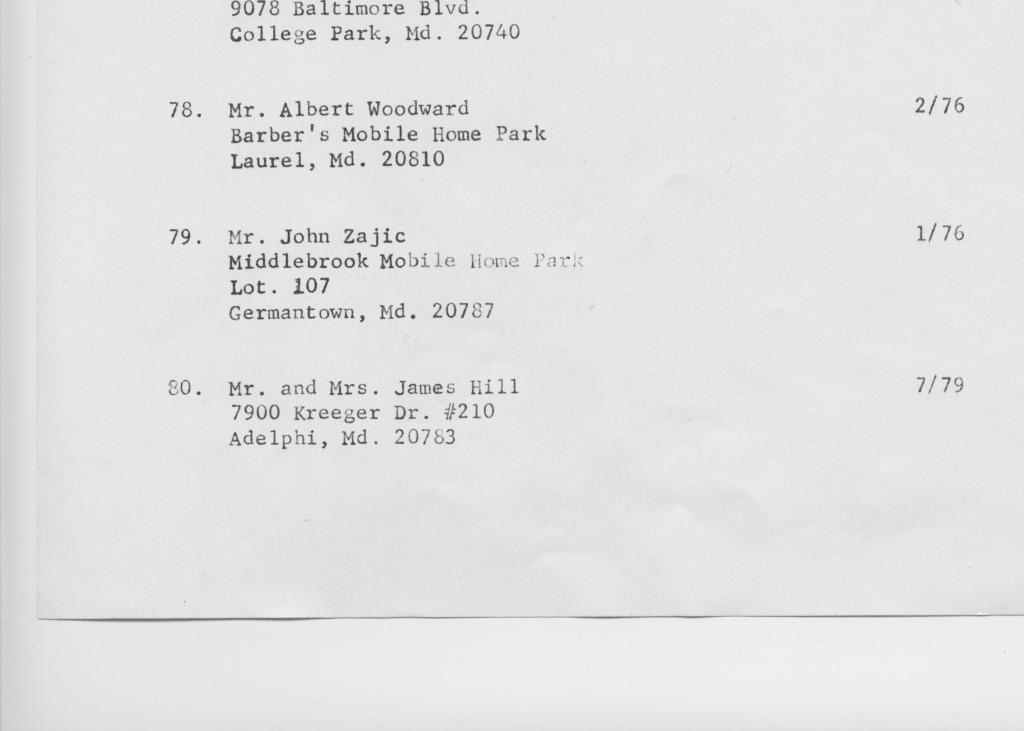 9078 Baltimore Blvd.
College Park, Md. 20740
78. Mr. Albert Woodward 2/76
Barber's Mobile Home Park
Laurel, Md. 20810
79. Mr. John Zajic 1/76
Middlebrook Mobile Home Park
Lot. 107
Germantown, Md. 20787
80. Mr. and Mrs. James Hill 7/79
7900 Kreeger Dr. #210
Adelphi, Md. 20783